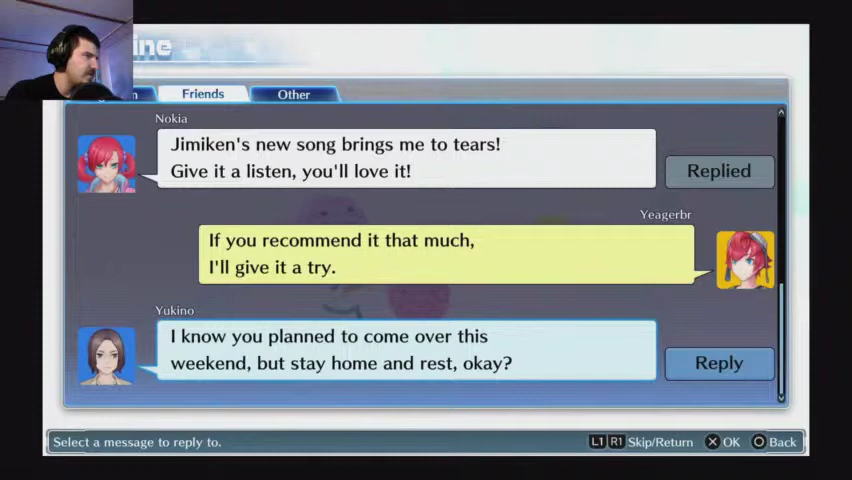 ine
Friends
Other
Nokia
Jimiken's new song brings me to tears!
Give it a listen, you'll love it!
Replied
Yeagerbr
If you recommend it that much,
I'll give it a try.
Yukino
I know you planned to come over this
weekend, but stay home and rest, okay?
Reply
Select a message to reply to.
L1 R1 Skip/Return OK Back